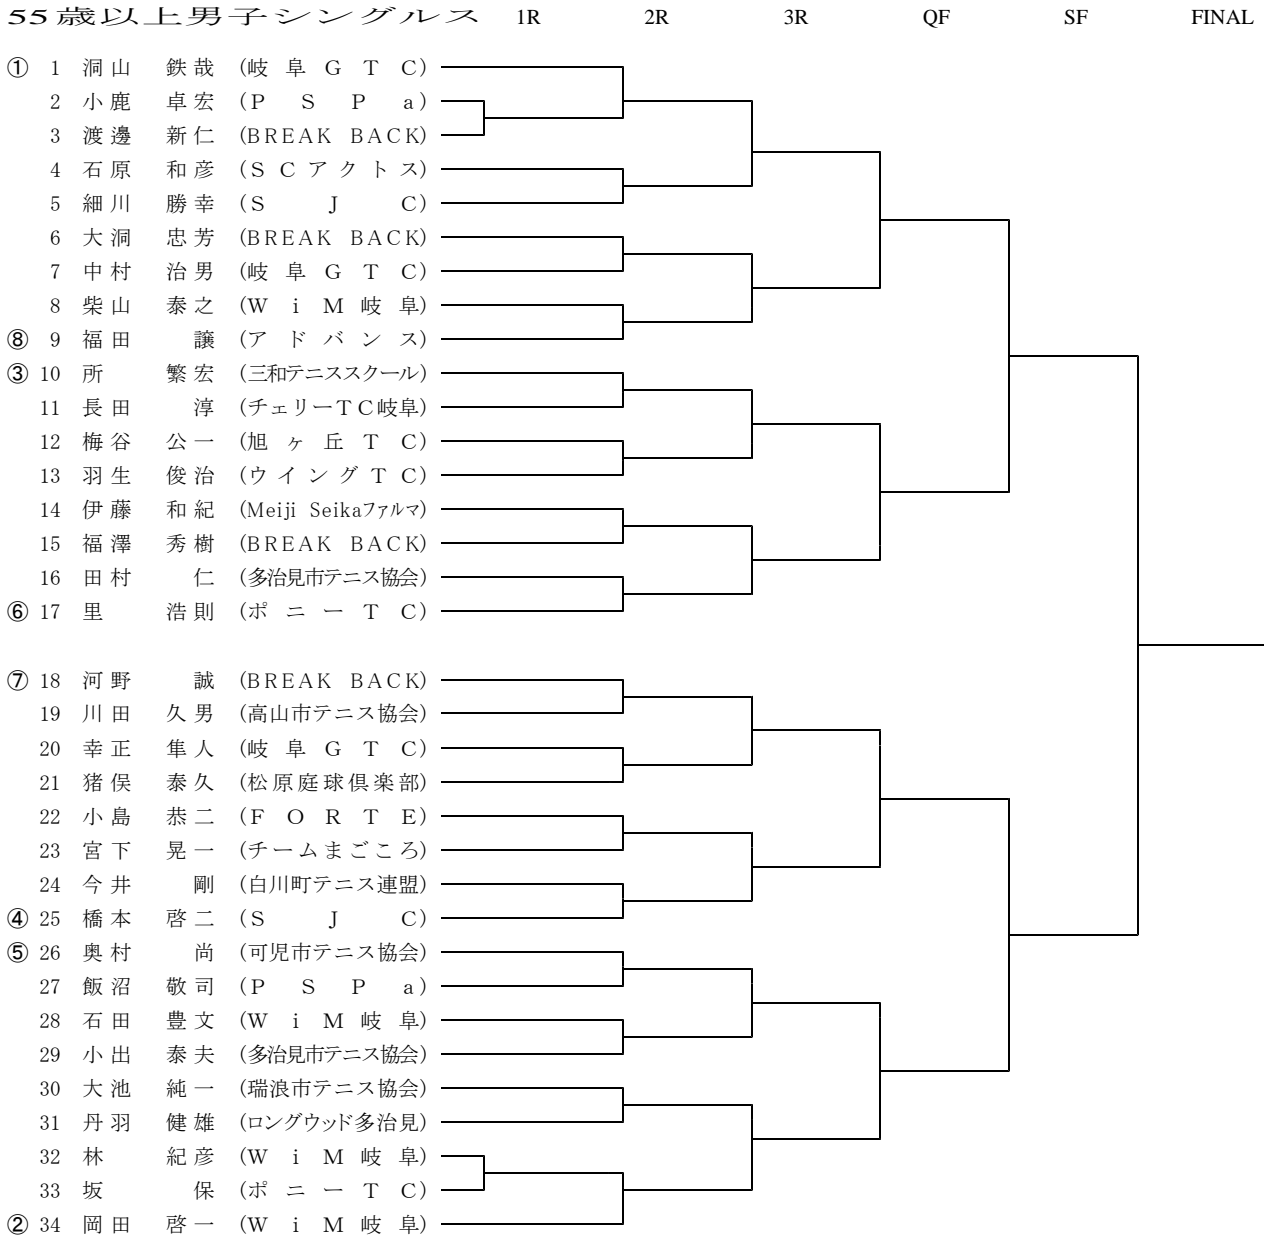 55歳以上男子シングルス 1R 2R 3R QF SF FINAL
① 1 洞山 鉄哉 (岐阜GTC)
2 小鹿 卓宏 (PSPa)
3 渡邊 新仁 (BREAK BACK)
4 石原 和彦 (SCアクトス)
5 細川 勝幸 (SJC)
6 大洞 忠芳 (BREAK BACK)
7 中村 治男 (岐阜GTC)
8 柴山 泰之 (WiM岐阜)
⑧ 9 福田 譲 (アドバンス)
③ 10 所 繁宏 (三和テニススクール)
11 長田 淳 (チェリーTC岐阜)
12 梅谷 公一 (旭ヶ丘TC)
13 羽生 俊治 (ウイングTC)
14 伊藤 和紀 (Meiji Seikaファルマ)
15 福澤 秀樹 (BREAK BACK)
16 田村 仁 (多治見市テニス協会)
⑥ 17 里 浩則 (ポニーTC)
⑦ 18 河野 誠 (BREAK BACK)
19 川田 久男 (高山市テニス協会)
20 幸正 隼人 (岐阜GTC)
21 猪俣 泰久 (松原庭球倶楽部)
22 小島 恭二 (FORTE)
23 宮下 晃一 (チームまごころ)
24 今井 剛 (白川町テニス連盟)
④ 25 橋本 啓二 (SJC)
⑤ 26 奥村 尚 (可児市テニス協会)
27 飯沼 敬司 (PSPa)
28 石田 豊文 (WiM岐阜)
29 小出 泰夫 (多治見市テニス協会)
30 大池 純一 (瑞浪市テニス協会)
31 丹羽 健雄 (ロングウッド多治見)
32 林 紀彦 (WiM岐阜)
33 坂 保 (ポニーTC)
② 34 岡田 啓一 (WiM岐阜)